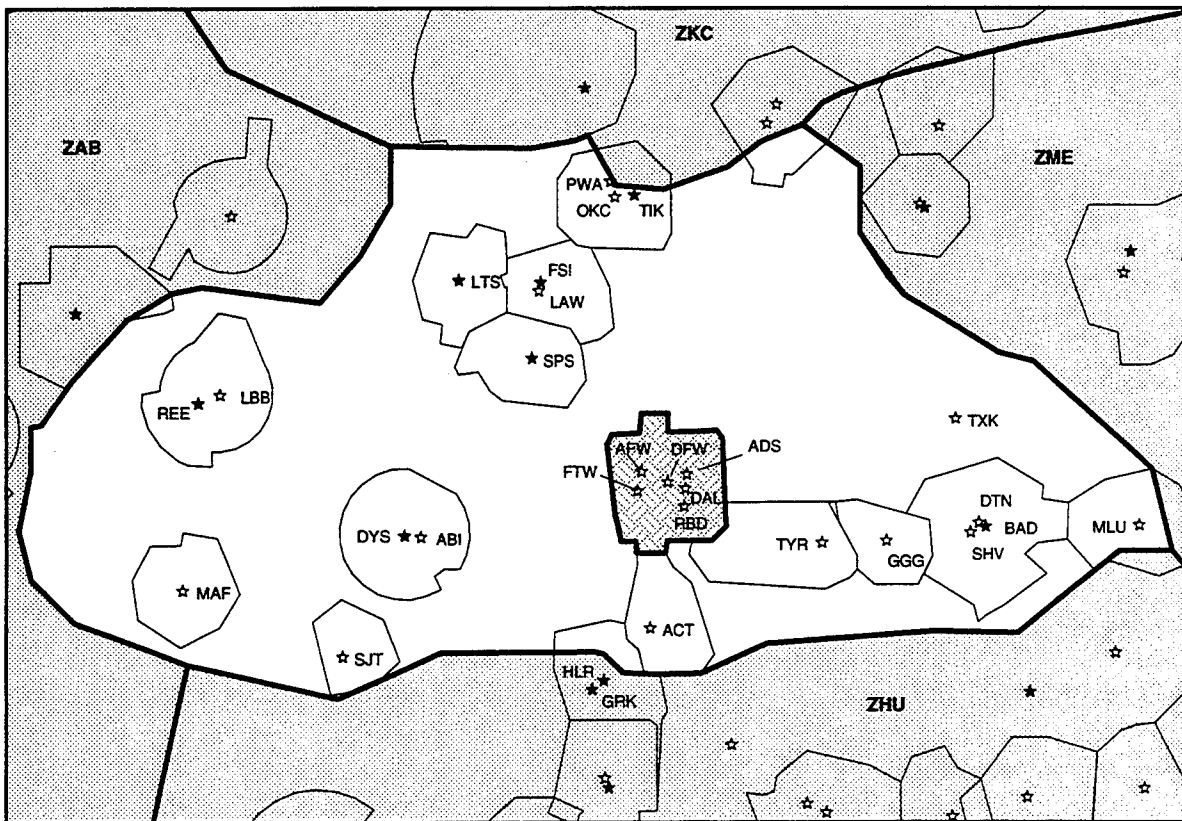 ZKC
ZAB
ZME
PWA
OKC
TIK
LTS
FSI
LAW
SPS
REE
LBB
TXK
AFW
DFW
ADS
FTW
DAL
RBD
DTN
DYS
ABI
TYR
GGG
BAD
MLU
SHV
MAF
ACT
SJT
HLR
GRK
ZHU